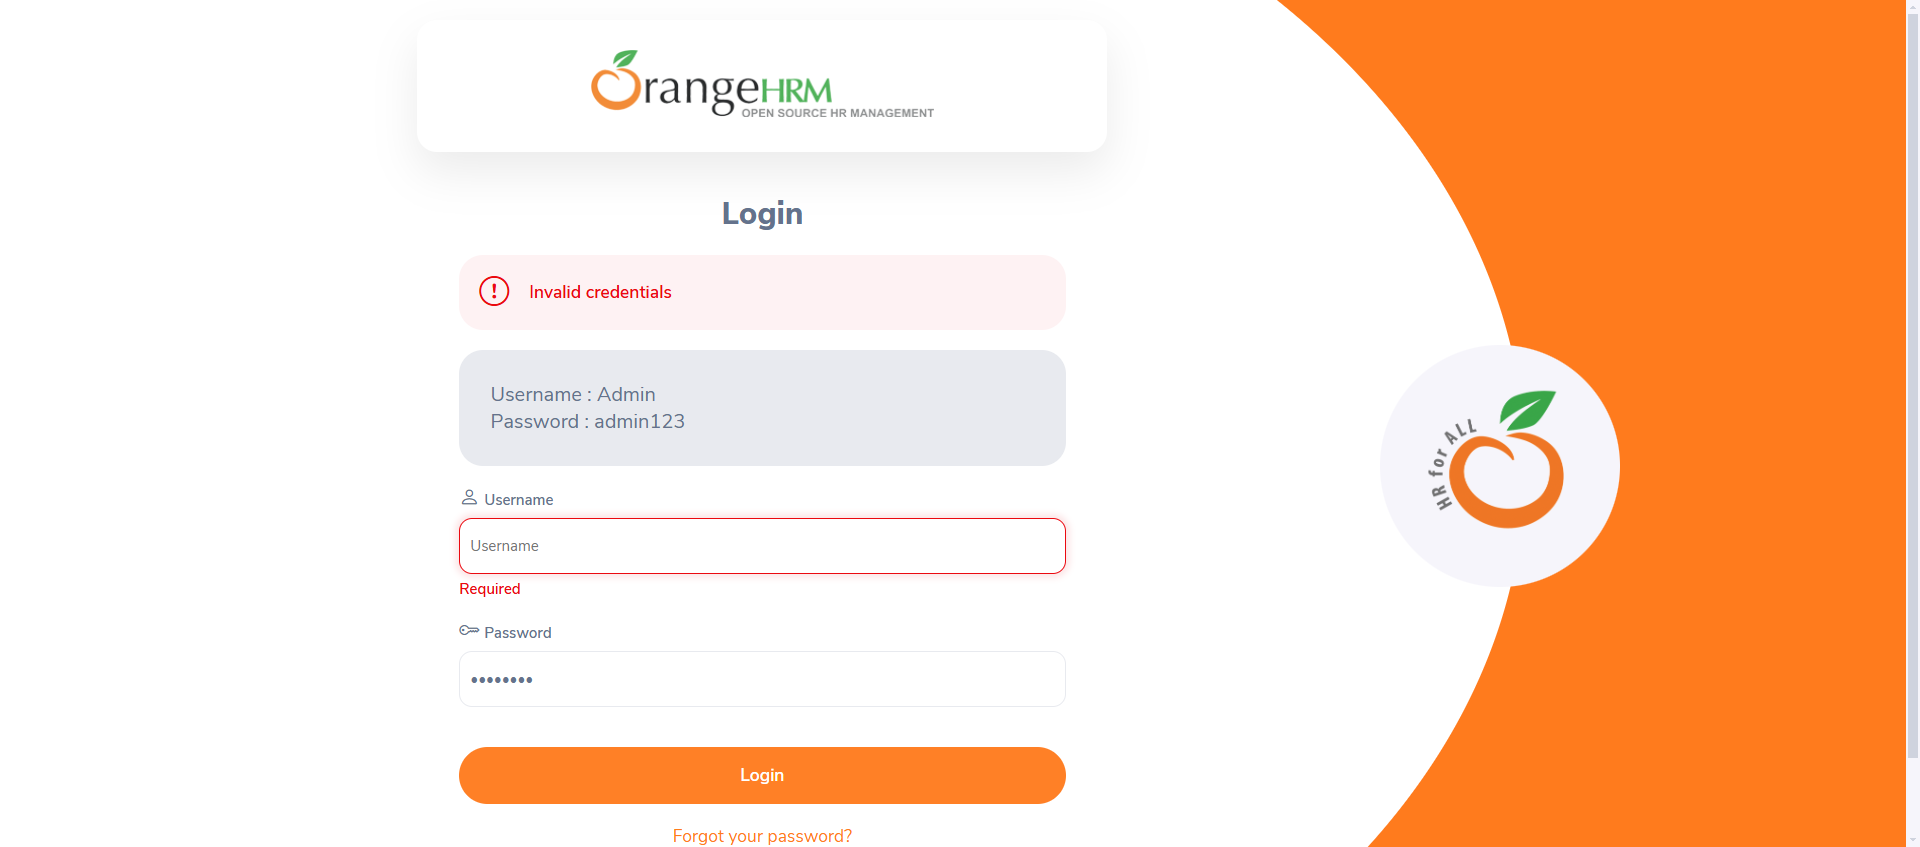 OrangeHRM
OPEN SOURCE HR MANAGEMENT
Login
Invalid credentials
Username : Admin
Password : admin123
Username
Username
Required
Password
••••••••
Login
Forgot your password?
HR for ALL